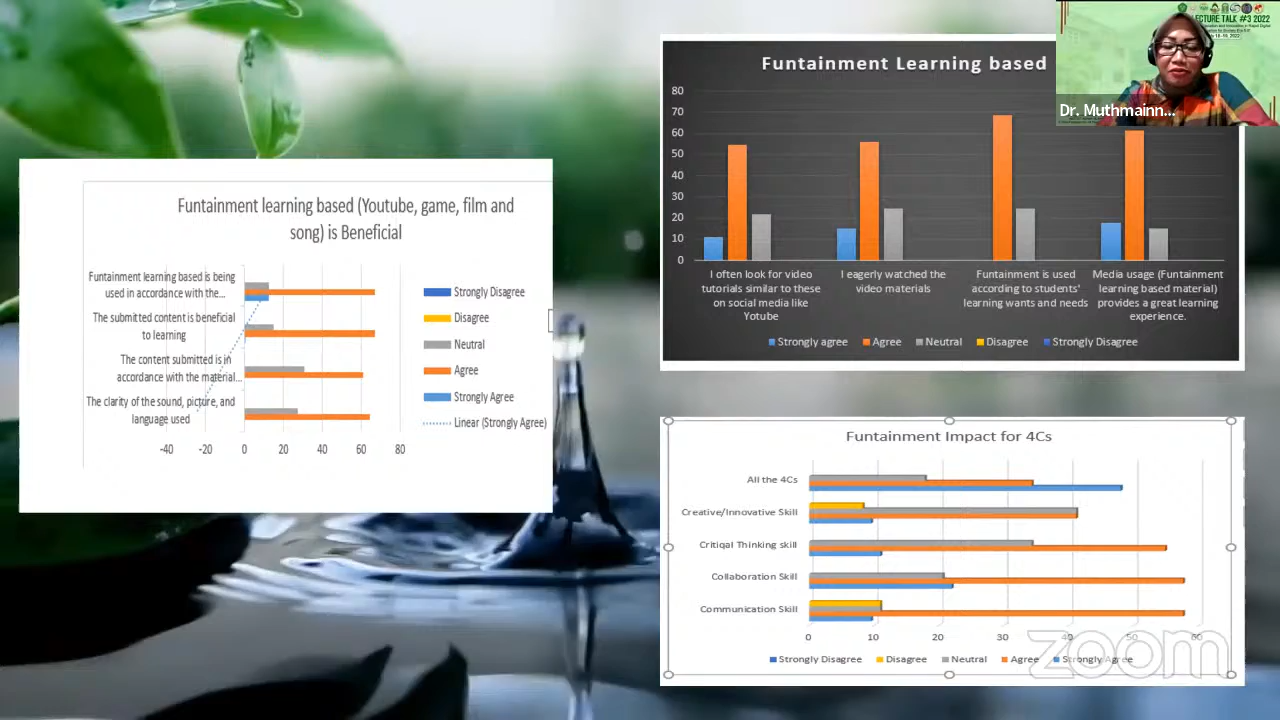 Funtainment learning based (Youtube, game, film and
song) is Beneficial
Funtainment learning based is being
used in accordance with the...
The submitted content is beneficial
to learning
The content submitted is in
accordance with the material...
The clarity of the sound, picture, and
language used
-40 -20 0 20 40 60 80
Strongly Disagree
Disagree
Neutral
Agree
Strongly Agree
Linear (Strongly Agree)
Funtainment Learning based
80
70
60
50
40
30
20
10
0
I often look for video
tutorials similar to these
on social media like
Yotube
I eagerly watched the
video materials
Funtainment is used
according to students'
learning wants and needs
Media usage (Funtainment
learning based material)
provides a great learning
experience.
Strongly agree Agree Neutral Disagree Strongly Disagree
LECTURE TALK #3 2022
Dr. Muthmainn...
Funtainment Impact for 4Cs
All the 4Cs
Creative/Innovative Skill
Critiqal Thinking skill
Collaboration Skill
Communication Skill
0 10 20 30 40 50 60
Strongly Disagree Disagree Neutral Agree Strongly Agree
zoom